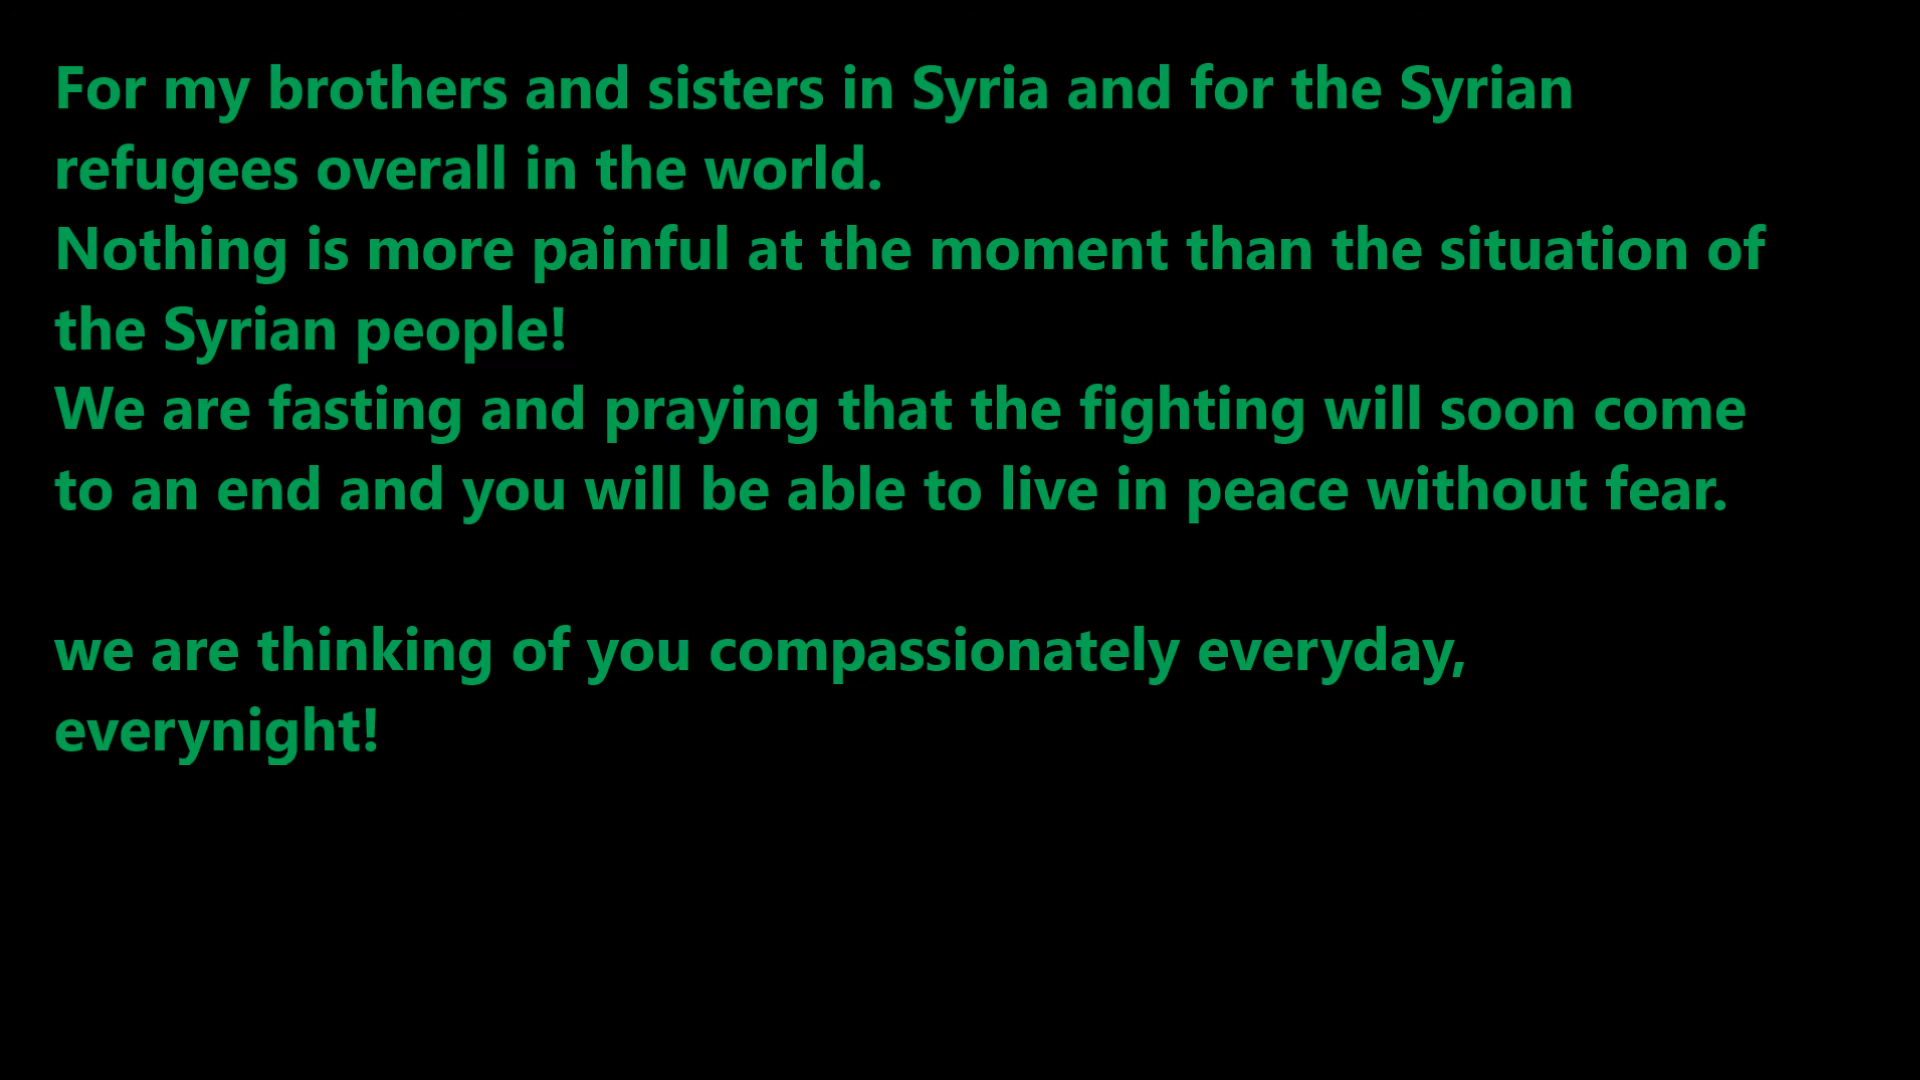 For my brothers and sisters in Syria and for the Syrian
refugees overall in the world.
Nothing is more painful at the moment than the situation of
the Syrian people!
We are fasting and praying that the fighting will soon come
to an end and you will be able to live in peace without fear.
we are thinking of you compassionately everyday,
everynight!